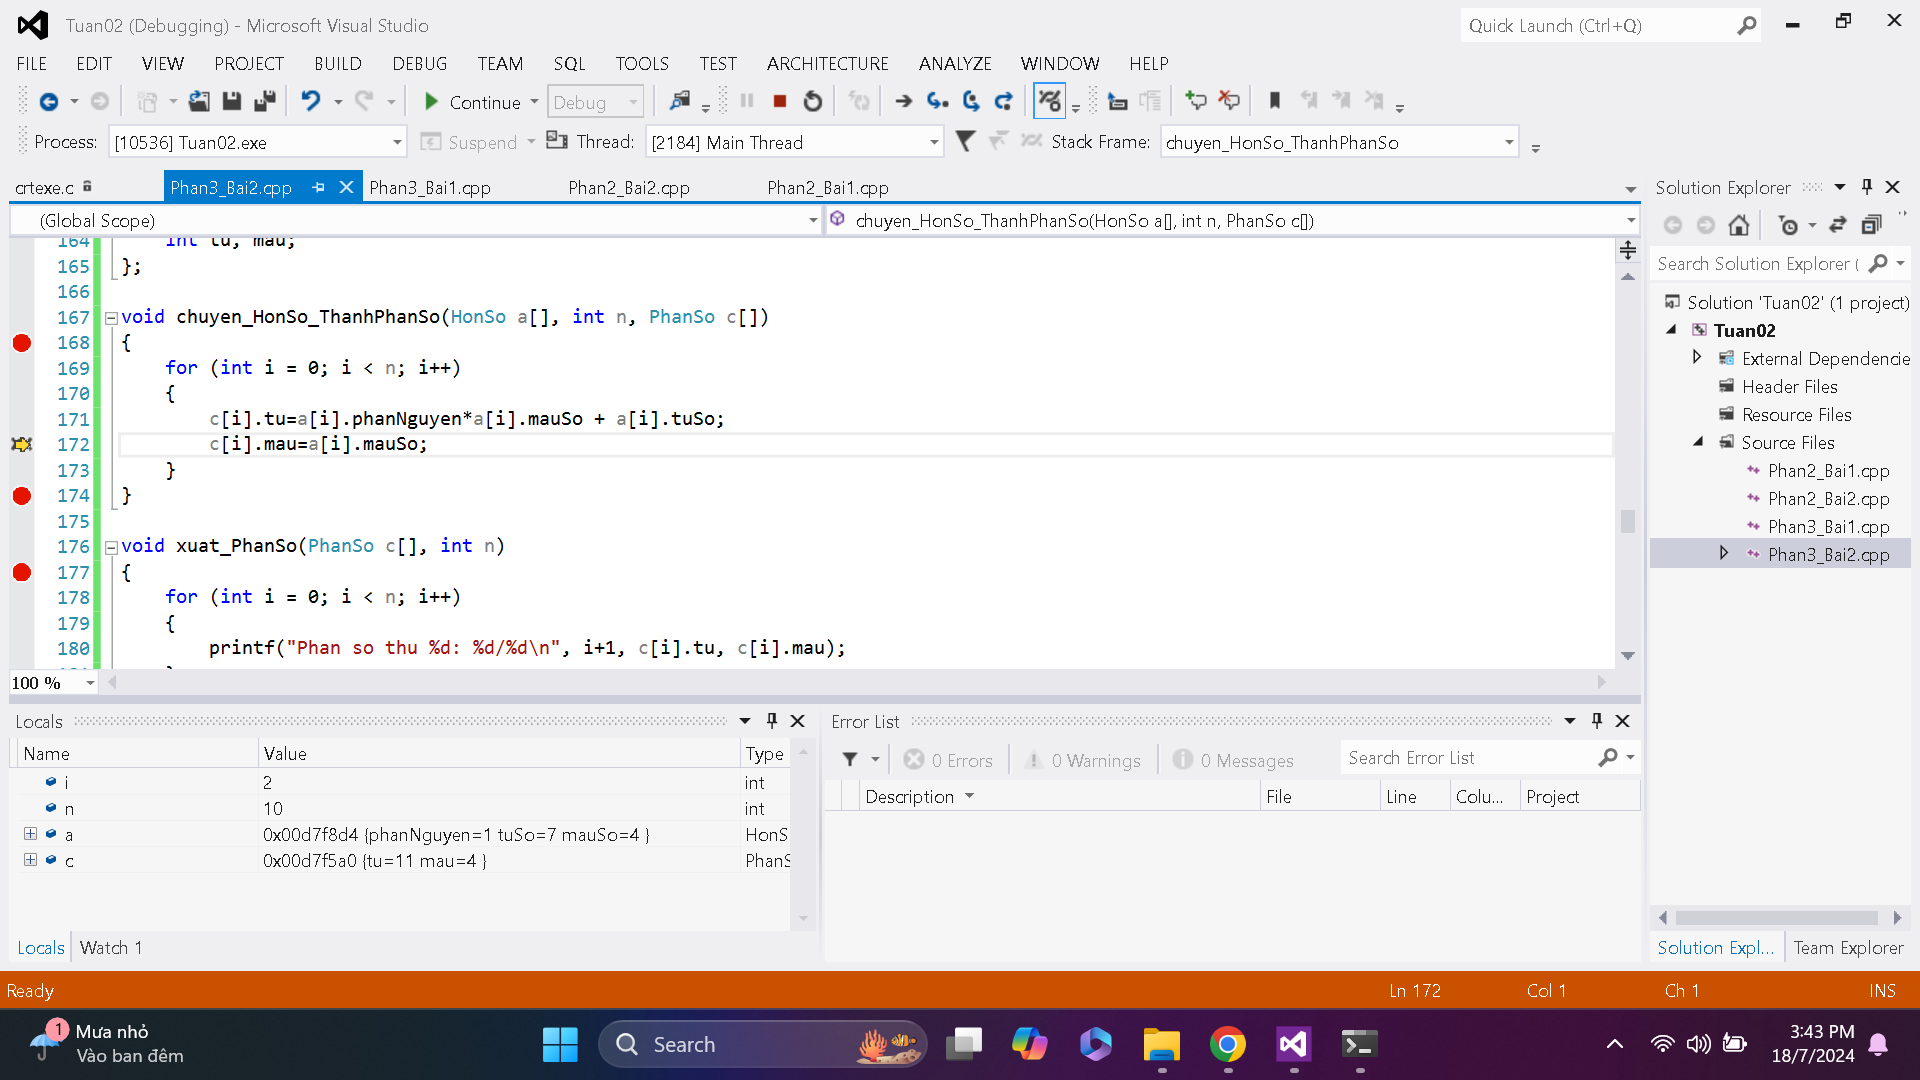 Tuan02 (Debugging) - Microsoft Visual Studio
Quick Launch (Ctrl+Q)
FILE EDIT VIEW PROJECT BUILD DEBUG TEAM SQL TOOLS TEST ARCHITECTURE ANALYZE WINDOW HELP
Continue Debug
Process: [10536] Tuan02.exe Suspend Thread: [2184] Main Thread Stack Frame: chuyen_HonSo_ThanhPhanSo
crtexe.c Phan3_Bai2.cpp Phan3_Bai1.cpp Phan2_Bai2.cpp Phan2_Bai1.cpp
(Global Scope) chuyen_HonSo_ThanhPhanSo(HonSo a[], int n, PhanSo c[])
164 int tu, mau;
165 };
166
167 void chuyen_HonSo_ThanhPhanSo(HonSo a[], int n, PhanSo c[])
168 {
169 for (int i = 0; i < n; i++)
170 {
171 c[i].tu=a[i].phanNguyen*a[i].mauSo + a[i].tuSo;
172 c[i].mau=a[i].mauSo;
173 }
174 }
175
176 void xuat_PhanSo(PhanSo c[], int n)
177 {
178 for (int i = 0; i < n; i++)
179 {
180 printf("Phan so thu %d: %d/%d\n", i+1, c[i].tu, c[i].mau);
100 %
Locals
Name Value Type
i 2 int
n 10 int
a 0x00d7f8d4 {phanNguyen=1 tuSo=7 mauSo=4 } HonS
c 0x00d7f5a0 {tu=11 mau=4 } PhanS
Locals Watch 1
Error List
0 Errors 0 Warnings 0 Messages Search Error List
Description File Line Colu... Project
Solution Explorer
Search Solution Explorer (
Solution 'Tuan02' (1 project)
Tuan02
External Dependencie
Header Files
Resource Files
Source Files
Phan2_Bai1.cpp
Phan2_Bai2.cpp
Phan3_Bai1.cpp
Phan3_Bai2.cpp
Solution Expl... Team Explorer
Ready Ln 172 Col 1 Ch 1 INS
1 Mưa nhỏ
Vào ban đêm
Search
3:43 PM
18/7/2024